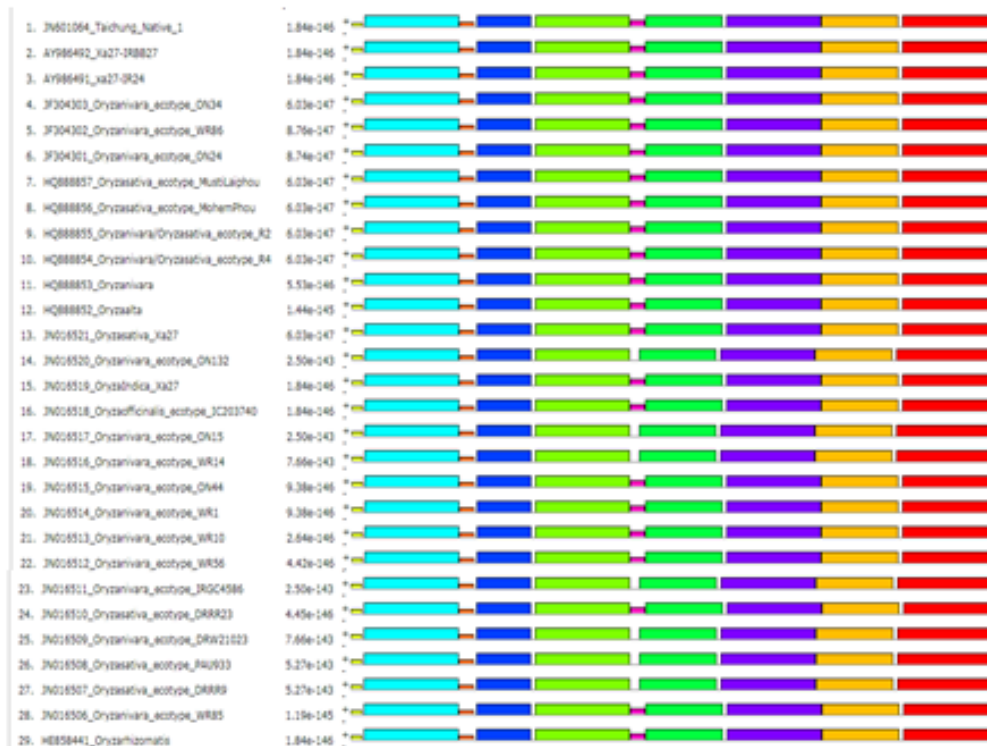 1. JN601064_Taichung_Native_1 1.84e-146
2. AY986492_Xa27-IRBB27 1.84e-146
3. AY986491_xa27-IR24 1.84e-146
4. JF304303_Oryzanivara_ecotype_ON34 6.03e-147
5. JF304302_Oryzanivara_ecotype_WR86 8.76e-147
6. JF304301_Oryzanivara_ecotype_ON24 8.74e-147
7. HQ888857_Oryzasativa_ecotype_MustiLaiphou 6.03e-147
8. HQ888856_Oryzasativa_ecotype_MohemPhou 6.03e-147
9. HQ888855_Oryzanivara/Oryzasativa_ecotype_R2 6.03e-147
10. HQ888854_Oryzanivara/Oryzasativa_ecotype_R4 6.03e-147
11. HQ888853_Oryzanivara 5.53e-146
12. HQ888852_Oryzaalta 1.44e-145
13. JN016521_Oryzasativa_Xa27 6.03e-147
14. JN016520_Oryzanivara_ecotype_ON132 2.50e-143
15. JN016519_OryzaIndica_Xa27 1.84e-146
16. JN016518_Oryzaofficinalis_ecotype_IC203740 1.84e-146
17. JN016517_Oryzanivara_ecotype_ON15 2.50e-143
18. JN016516_Oryzanivara_ecotype_WR14 7.66e-143
19. JN016515_Oryzanivara_ecotype_ON44 9.38e-146
20. JN016514_Oryzanivara_ecotype_WR1 9.38e-146
21. JN016513_Oryzanivara_ecotype_WR10 2.64e-146
22. JN016512_Oryzanivara_ecotype_WR56 4.42e-146
23. JN016511_Oryzanivara_ecotype_IRGC4586 2.50e-143
24. JN016510_Oryzasativa_ecotype_DRRR23 4.45e-146
25. JN016509_Oryzanivara_ecotype_DRW21023 7.66e-143
26. JN016508_Oryzasativa_ecotype_PAU933 5.27e-143
27. JN016507_Oryzasativa_ecotype_DRRR9 5.27e-143
28. JN016506_Oryzanivara_ecotype_WR85 1.19e-145
29. HE858441_Oryzarhizomatis 1.84e-146